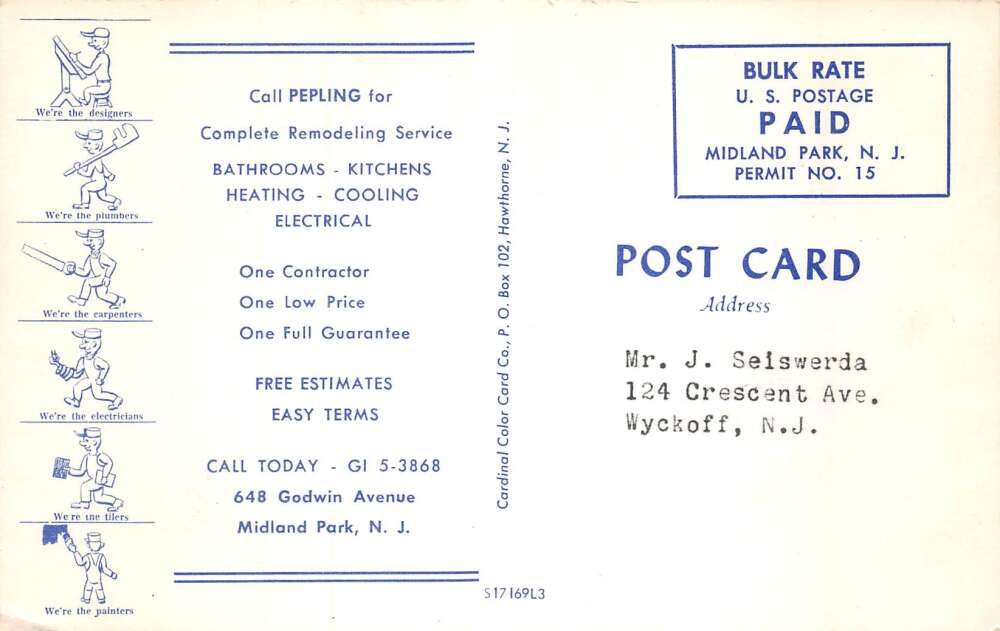 We're the designers
We're the plumbers
We're the carpenters
We're the electricians
We're the tilers
We're the painters
Call PEPLING for
Complete Remodeling Service
BATHROOMS - KITCHENS
HEATING - COOLING
ELECTRICAL
One Contractor
One Low Price
One Full Guarantee
FREE ESTIMATES
EASY TERMS
CALL TODAY - GI 5-3868
648 Godwin Avenue
Midland Park, N. J.
Cardinal Color Card Co., P. O. Box 102, Hawthorne, N. J.
S17169L3
BULK RATE
U. S. POSTAGE
PAID
MIDLAND PARK, N. J.
PERMIT NO. 15
POST CARD
Address
Mr. J. Seiswerda
124 Crescent Ave.
Wyckoff, N.J.